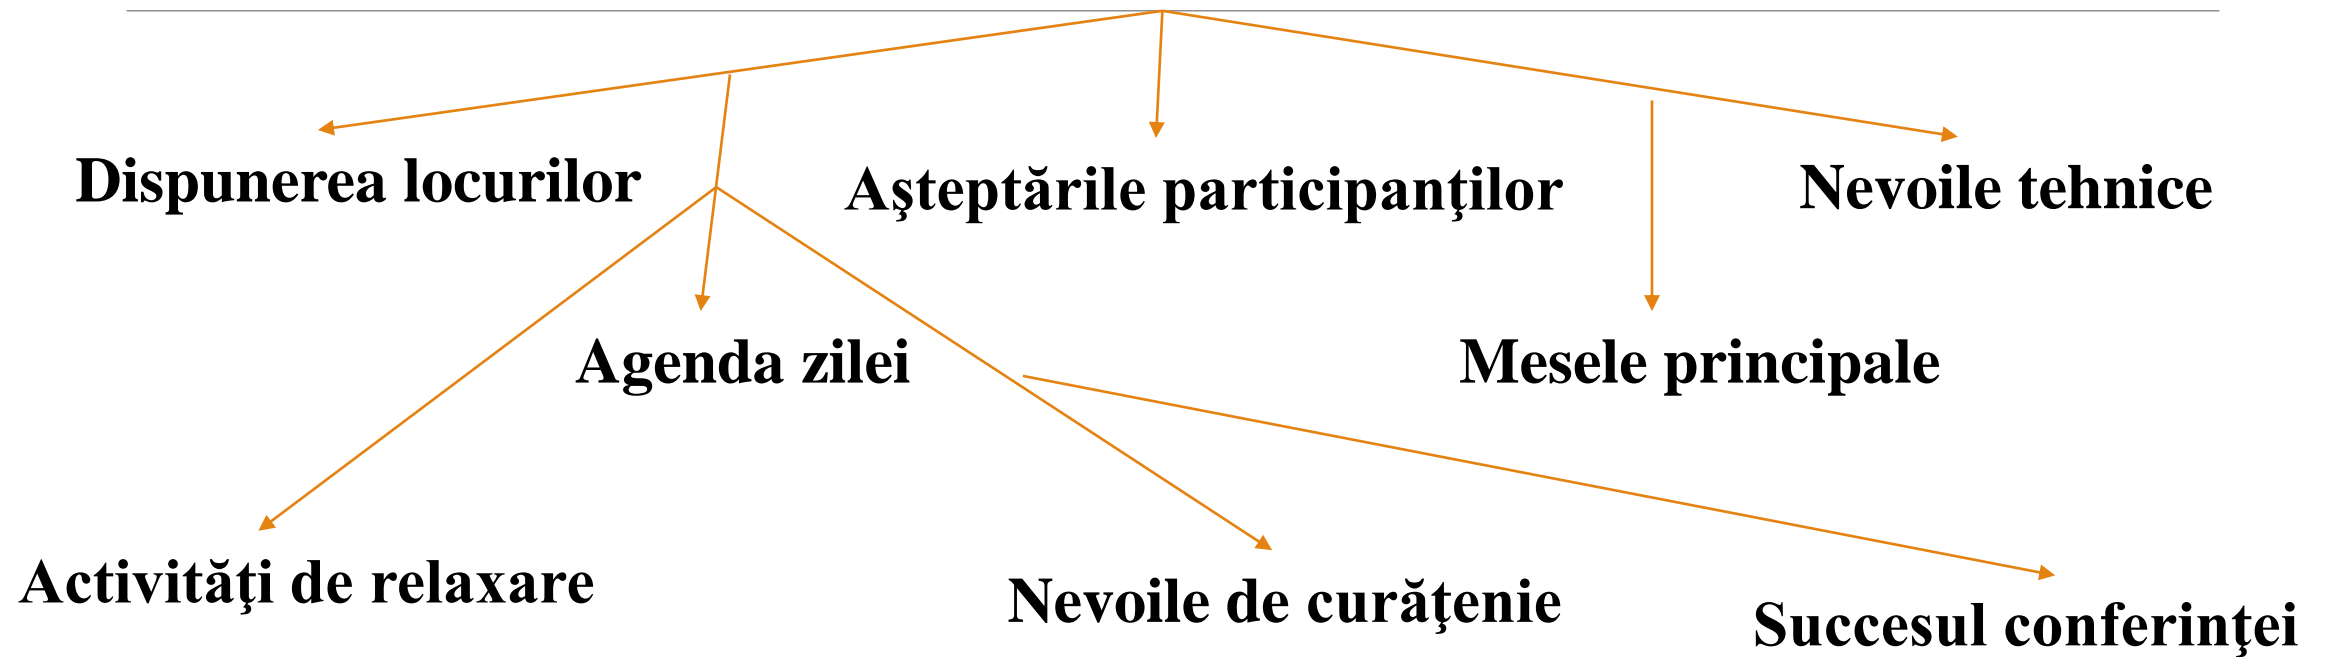 Dispunerea locurilor
Aşteptările participanţilor
Nevoile tehnice
Agenda zilei
Mesele principale
Activităţi de relaxare
Nevoile de curăţenie
Succesul conferinţei